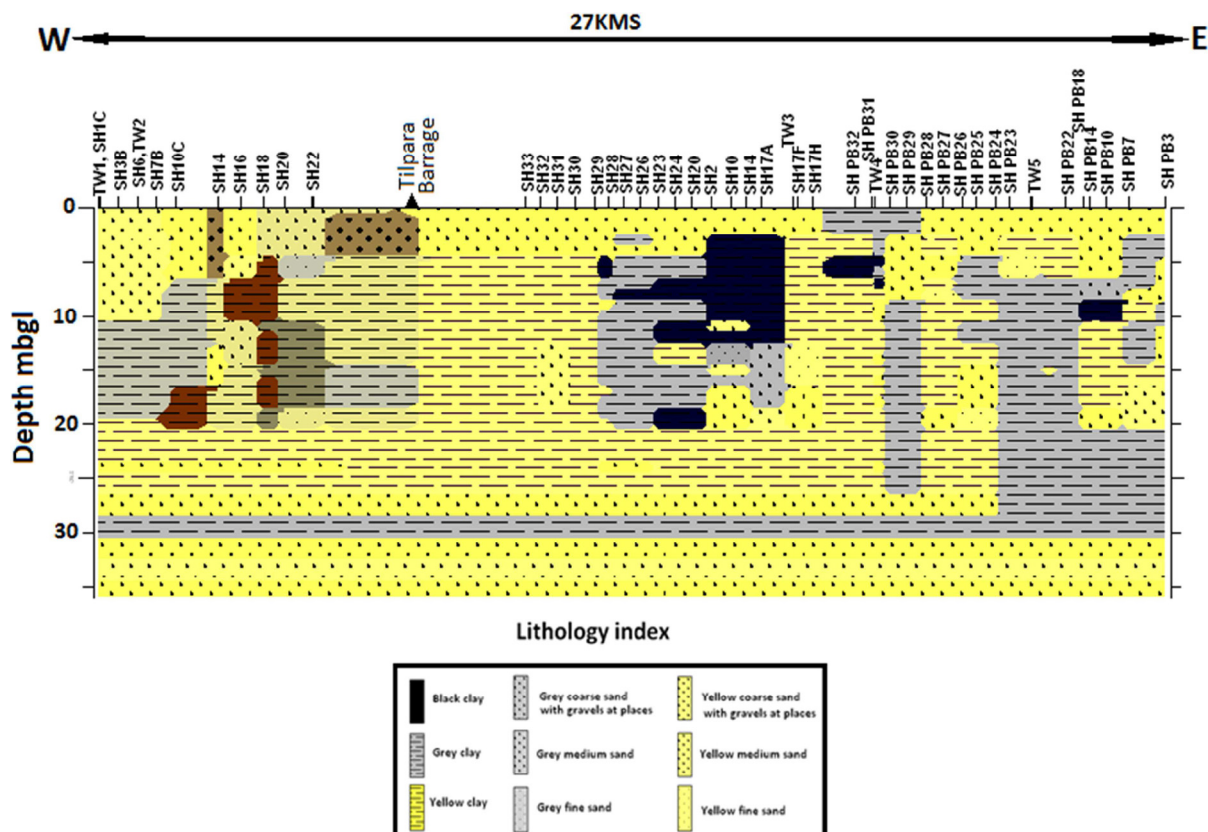 27KMS
W
E
TW1, SH1C
SH3B
SH6,TW2
SH7B
SH10C
SH14
SH16
SH18
SH20
SH22
Tilpara
Barrage
SH33
SH32
SH31
SH30
SH29
SH28
SH27
SH26
SH23
SH24
SH20
SH2
SH10
SH14
SH17A
TW3
SH17F
SH17H
SH PB32
SH PB31
TW4
SH PB30
SH PB29
SH PB28
SH PB27
SH PB26
SH PB25
SH PB24
SH PB23
TW5
SH PB22
SH PB18
SH PB14
SH PB10
SH PB7
SH PB3
Depth mbgl
0
10
20
30
Lithology index
Black clay
Grey coarse sand
with gravels at places
Yellow coarse sand
with gravels at places
Grey clay
Grey medium sand
Yellow medium sand
Yellow clay
Grey fine sand
Yellow fine sand